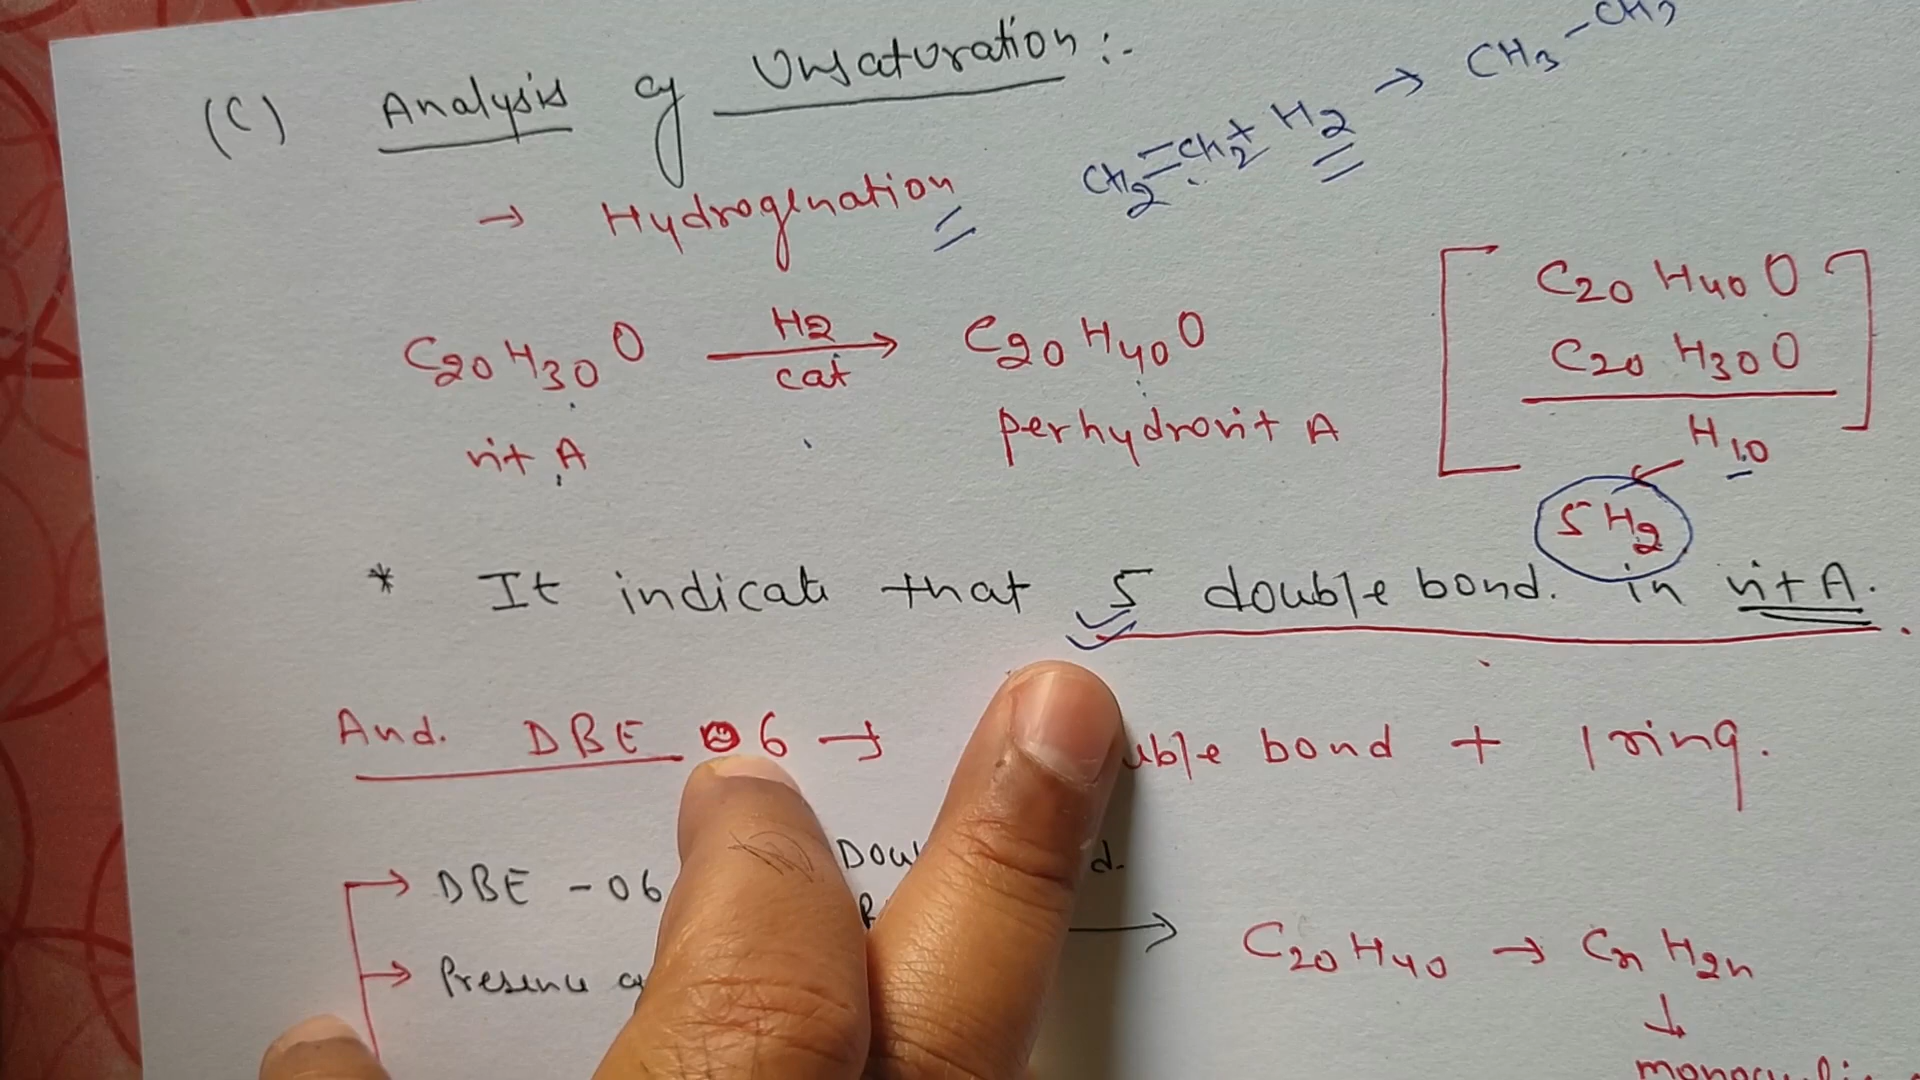 (C) Analysis of Unsaturation :-
CH2=CH2 + H2 → CH3-CH3
→ Hydrogenation
C20H30O H2 cat → C20H40O
vit A perhydrovit A
C20H40O
C20H30O
H10
5H2
* It indicate that 5 double bond. in vit A.
And. DBE 6 → bond + 1 ring.
→ DBE - 06
→ Presence
→ C20H40 → CnH2n
↓